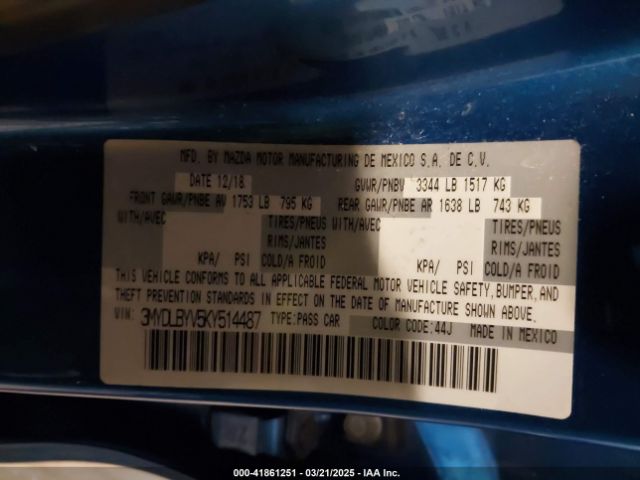 MFD. BY MAZDA MOTOR MANUFACTURING DE MEXICO S.A. DE C.V.
DATE 12/18 GVWR/PNBV 3344 LB 1517 KG
FRONT GAWR/PNBE AV 1753 LB 795 KG REAR GAWR/PNBE AR 1638 LB 743 KG
WITH/AVEC TIRES/PNEUS WITH/AVEC TIRES/PNEUS
RIMS/JANTES RIMS/JANTES
KPA/ PSI COLD/A FROID KPA/ PSI COLD/A FROID
THIS VEHICLE CONFORMS TO ALL APPLICABLE FEDERAL MOTOR VEHICLE SAFETY, BUMPER, AND
THEFT PREVENTION STANDARDS IN EFFECT ON THE DATE OF MANUFACTURE SHOWN ABOVE.
VIN: 3MYDLBYV5KY514487 TYPE:PASS CAR COLOR CODE:44J MADE IN MEXICO
000-41861251 | 03/21/2025 | IAA Inc.